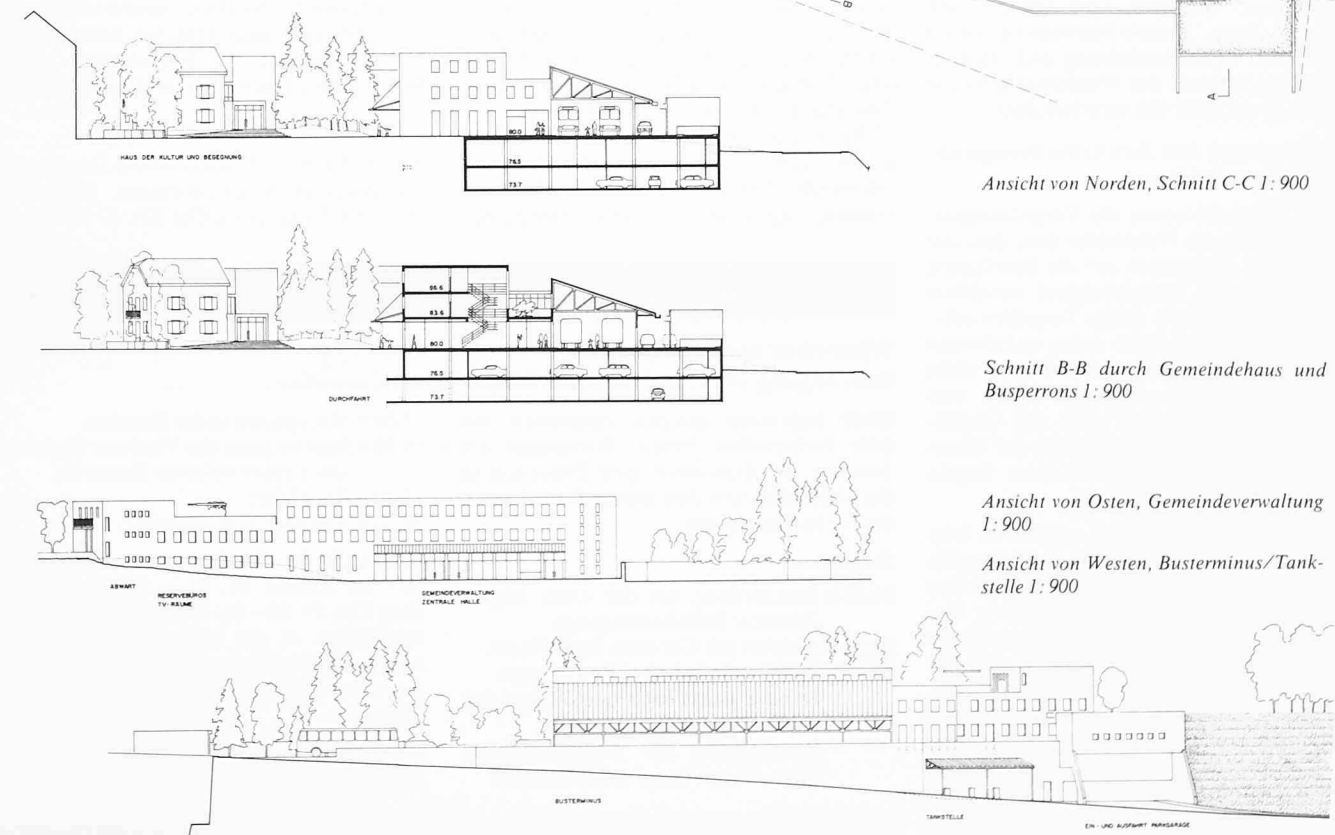 B
A
80.0
76.5
73.7
HAUS DER KULTUR UND BEGEGNUNG
Ansicht von Norden, Schnitt C-C 1:900
86.6
83.6
80.0
76.5
73.7
DURCHFAHRT
Schnitt B-B durch Gemeindehaus und
Busperrons 1:900
Ansicht von Osten, Gemeindeverwaltung
1:900
Ansicht von Westen, Busterminus/Tank-
stelle 1:900
ABWART
RESERVEBÜROS
TV-RÄUME
GEMEINDEVERWALTUNG
ZENTRALE HALLE
BUSTERMINUS
TANKSTELLE
EIN- UND AUSFAHRT PARKGARAGE